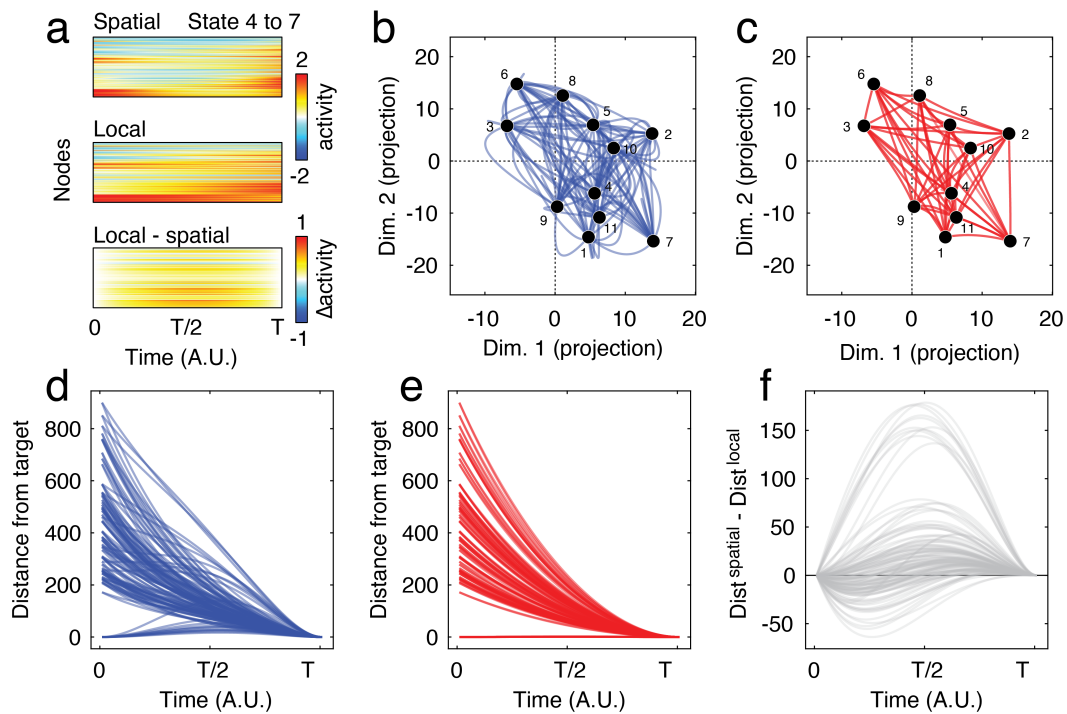 a
Spatial State 4 to 7
2
activity
-2
Local
Nodes
Local - spatial
1
Δactivity
-1
0 T/2 T
Time (A.U.)
b
20
10
0
-10
-20
Dim. 2 (projection)
6
8
3
5
2
10
4
9
11
1
7
-10 0 10 20
Dim. 1 (projection)
c
20
10
0
-10
-20
Dim. 2 (projection)
6
8
3
5
2
10
4
9
11
1
7
-10 0 10 20
Dim. 1 (projection)
d
800
600
400
200
0
Distance from target
0 T/2 T
Time (A.U.)
e
800
600
400
200
0
Distance from target
0 T/2 T
Time (A.U.)
f
150
100
50
0
-50
Dist spatial - Dist local
0 T/2 T
Time (A.U.)